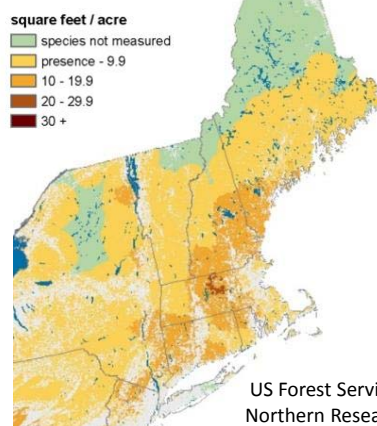 square feet / acre
species not measured
presence - 9.9
10 - 19.9
20 - 29.9
30 +
US Forest Servi
Northern Resea